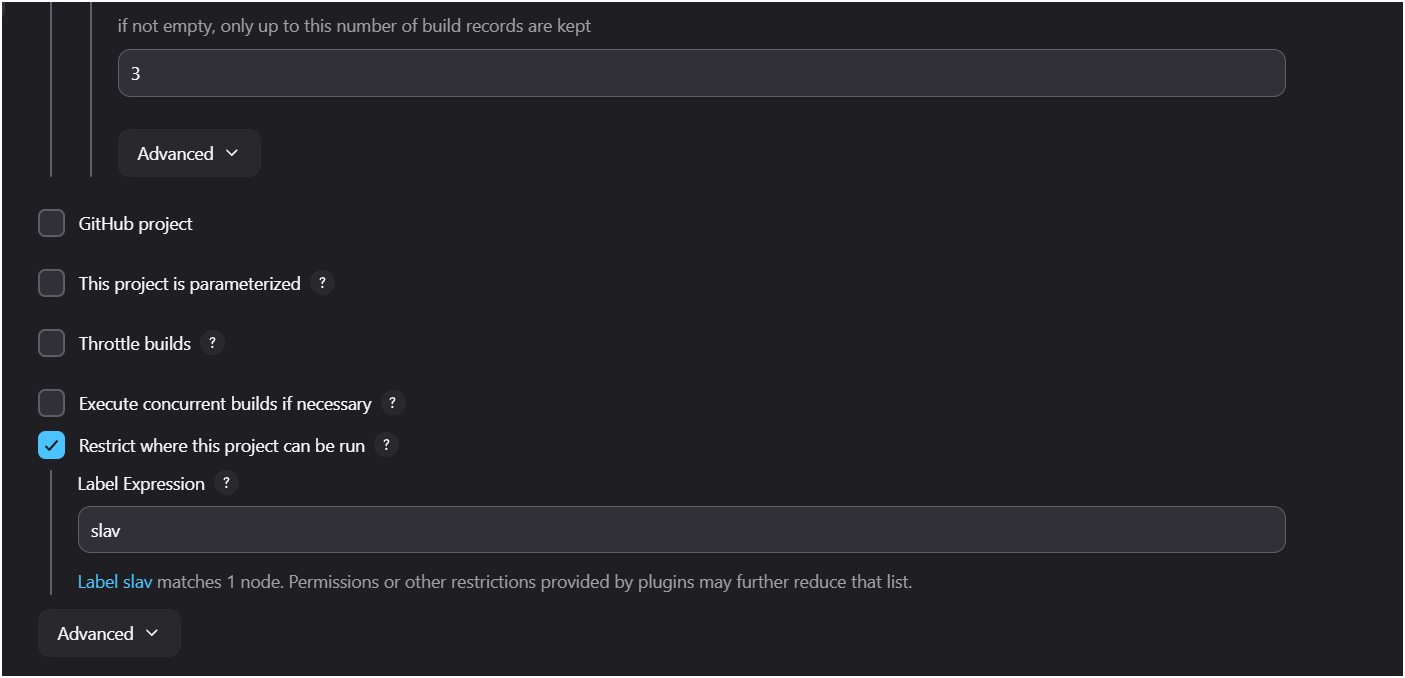 if not empty, only up to this number of build records are kept
3
Advanced
GitHub project
This project is parameterized ?
Throttle builds ?
Execute concurrent builds if necessary ?
Restrict where this project can be run ?
Label Expression ?
slav
Label slav matches 1 node. Permissions or other restrictions provided by plugins may further reduce that list.
Advanced